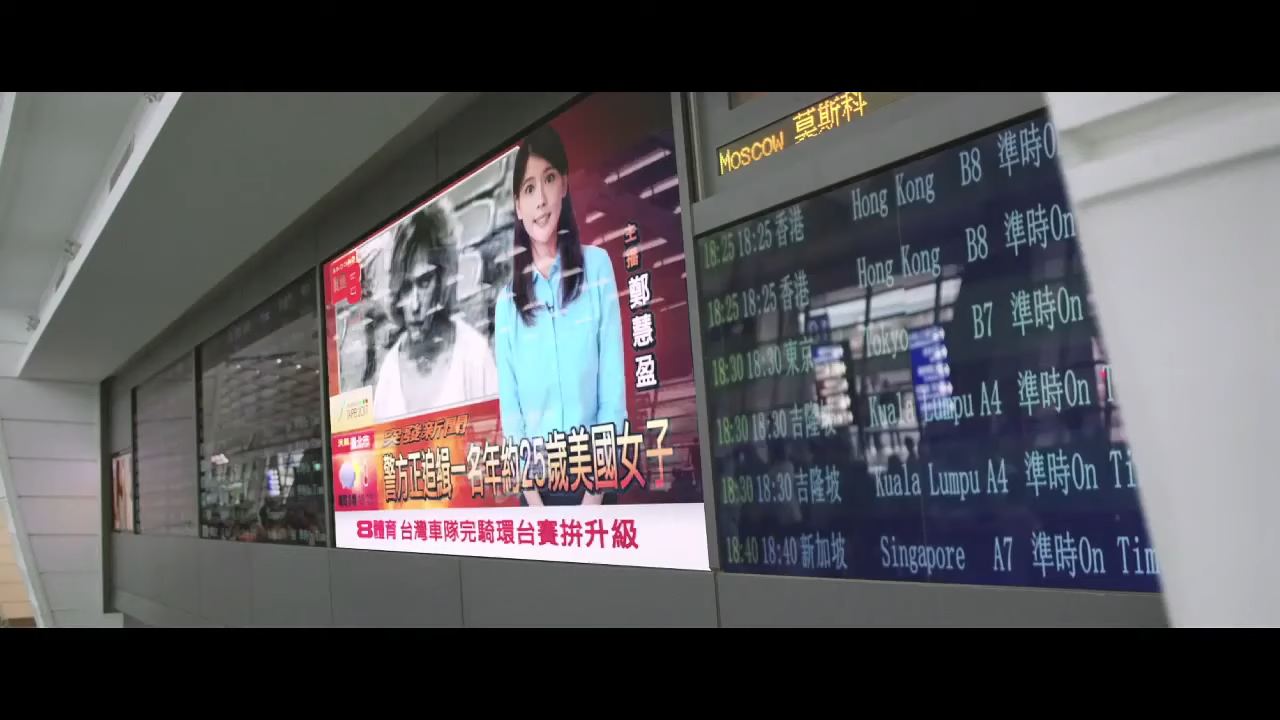 主播 鄭慧盈
臺北市
警方正追緝一名年約25歲美國女子
8體育 台灣車隊完騎環台賽拚升級
Moscow 莫斯科
18:25 18:25 香港 Hong Kong B8 準時On
18:25 18:25 香港 Hong Kong B8 準時On
18:30 18:30 東京 Tokyo B7 準時On
18:30 18:30 吉隆坡 Kuala Lumpu A4 準時On T
18:30 18:30 吉隆坡 Kuala Lumpu A4 準時On Ti
18:40 18:40 新加坡 Singapore A7 準時On Tim